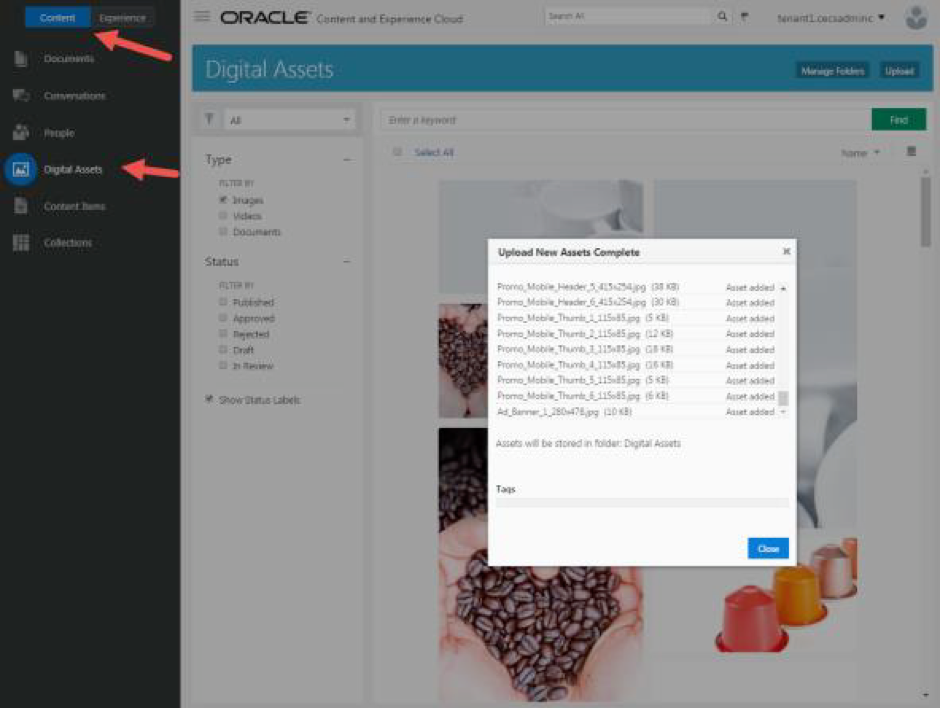 Content Experience
ORACLE Content and Experience Cloud
Search All
tenant1.cecsadminc
Documents
Conversations
People
Digital Assets
Content Items
Collections
Digital Assets
Manage Folders Upload
All
Enter a keyword
Find
Select All
Name
Type
FILTER BY
Images
Videos
Documents
Status
FILTER BY
Published
Approved
Rejected
Draft
In Review
Show Status Labels
Upload New Assets Complete
Promo_Mobile_Header_5_415x254.jpg (38 KB) Asset added
Promo_Mobile_Header_6_415x254.jpg (30 KB) Asset added
Promo_Mobile_Thumb_1_115x85.jpg (5 KB) Asset added
Promo_Mobile_Thumb_2_115x85.jpg (12 KB) Asset added
Promo_Mobile_Thumb_3_115x85.jpg (18 KB) Asset added
Promo_Mobile_Thumb_4_115x85.jpg (16 KB) Asset added
Promo_Mobile_Thumb_5_115x85.jpg (5 KB) Asset added
Promo_Mobile_Thumb_6_115x85.jpg (6 KB) Asset added
Ad_Banner_1_280x478.jpg (10 KB) Asset added
Assets will be stored in folder: Digital Assets
Tags
Close